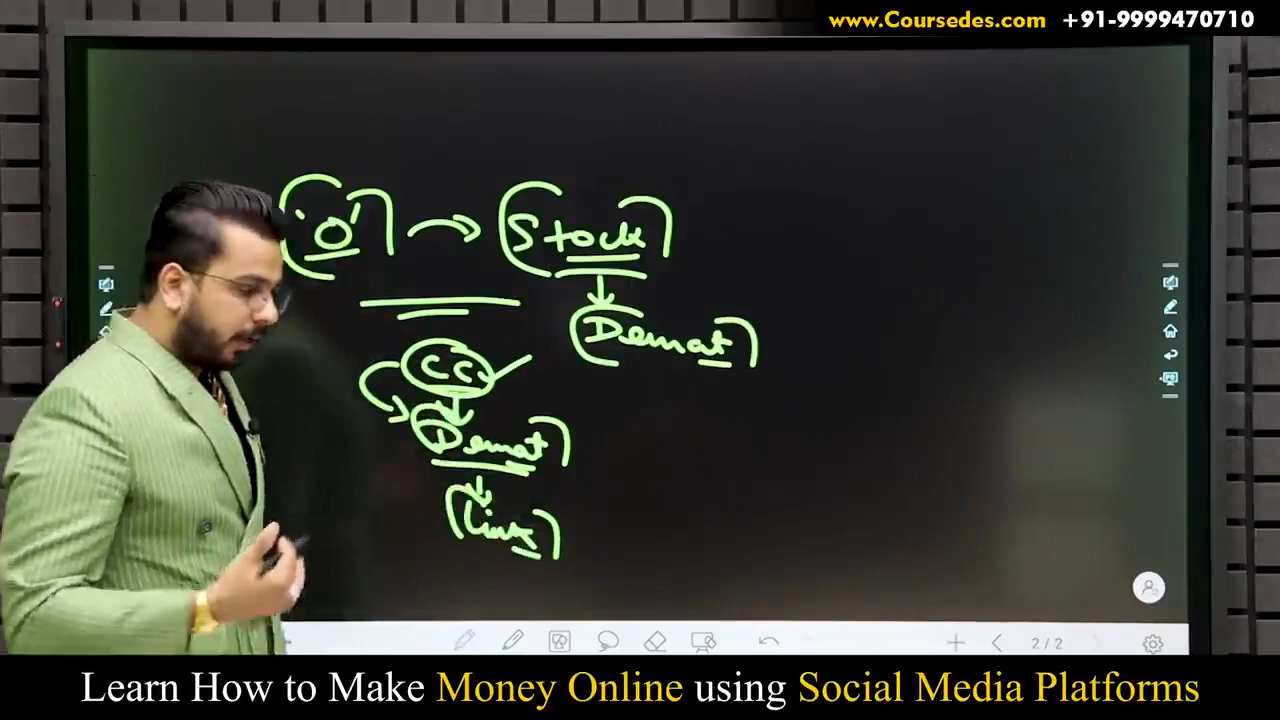 www.Coursedes.com +91-9999470710
'0' → Stock
Demat
CC
Demat
Link
2/2
Learn How to Make Money Online using Social Media Platforms